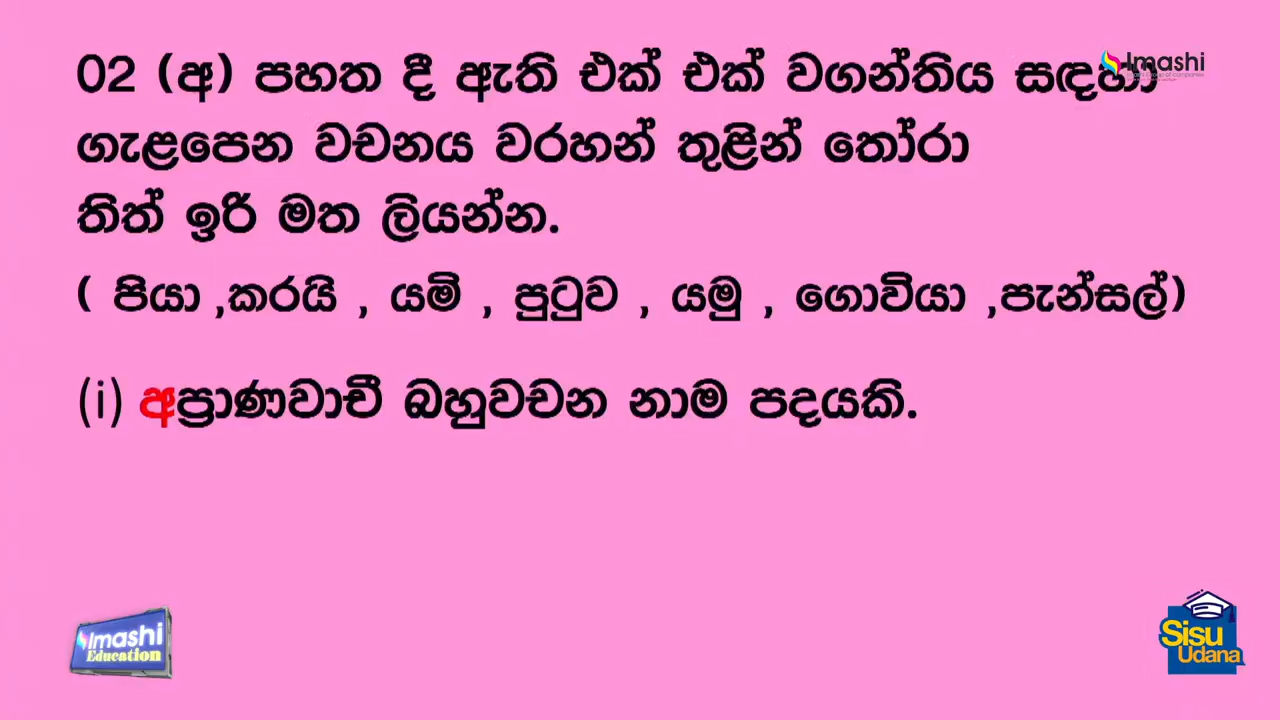 02 (අ) පහත දී ඇති එක් එක් වගන්තිය සඳහා
Imashi
ගැළපෙන වචනය වරහන් තුළින් තෝරා
තිත් ඉරි මත ලියන්න.
( පියා ,කරයි , යමි , පුටුව , යමු , ගොවියා ,පැන්සල්)
(i) අප්‍රාණවාචී බහුවචන නාම පදයකි.
Imashi
Education
Sisu
Udana